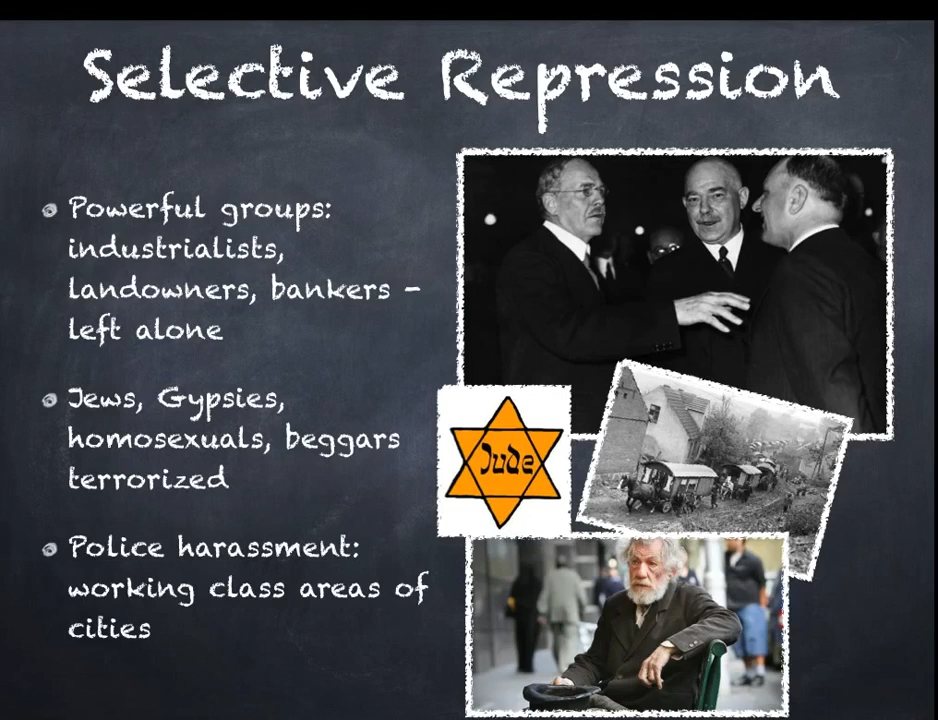 Selective Repression
Powerful groups:
industrialists,
landowners, bankers –
left alone
Jews, Gypsies,
homosexuals, beggars
terrorized
Police harassment:
working class areas of
cities
Jude